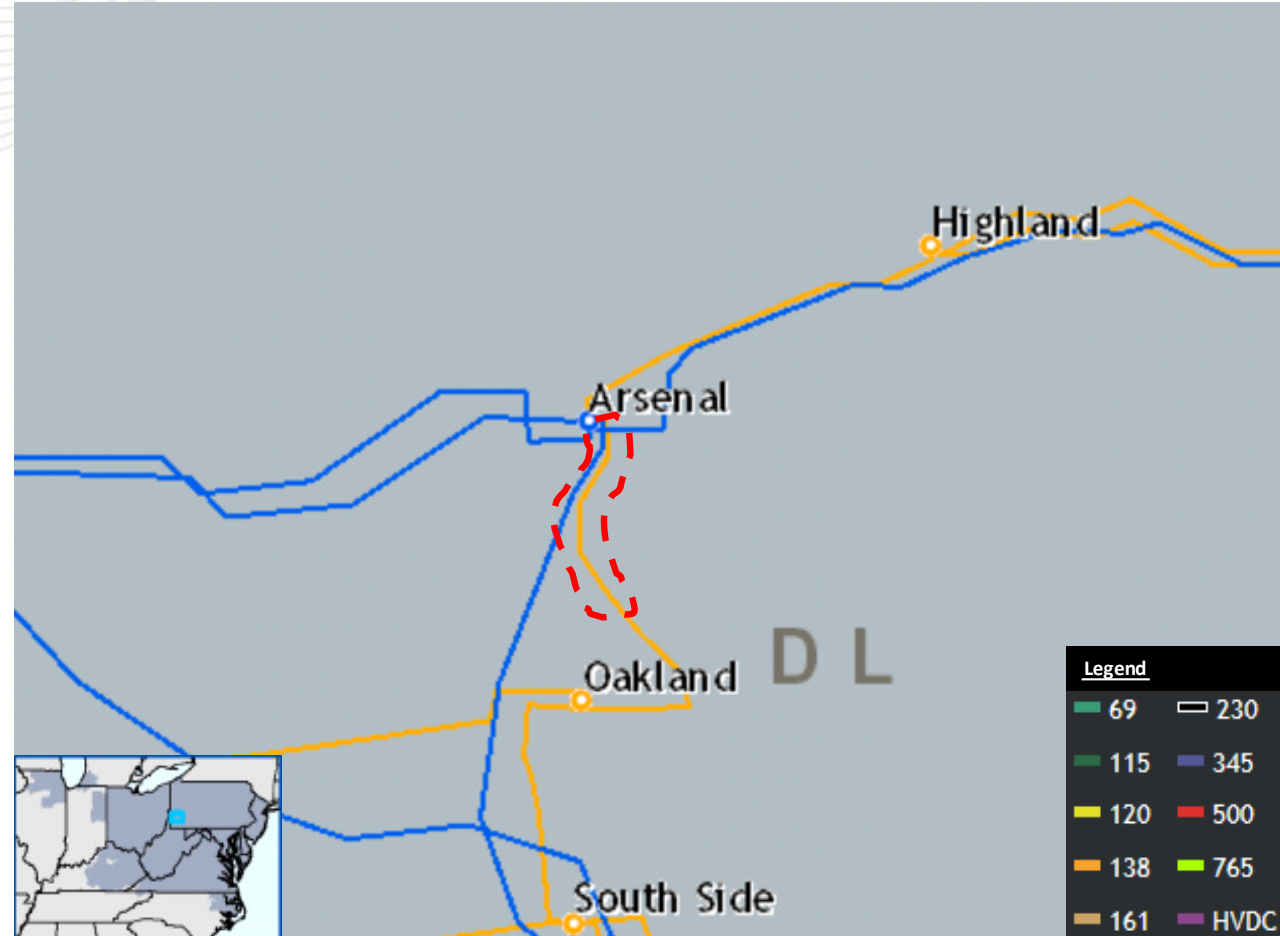 Highland
Arsenal
D L
Oakland
South Side
Legend
69 230
115 345
120 500
138 765
161 HVDC